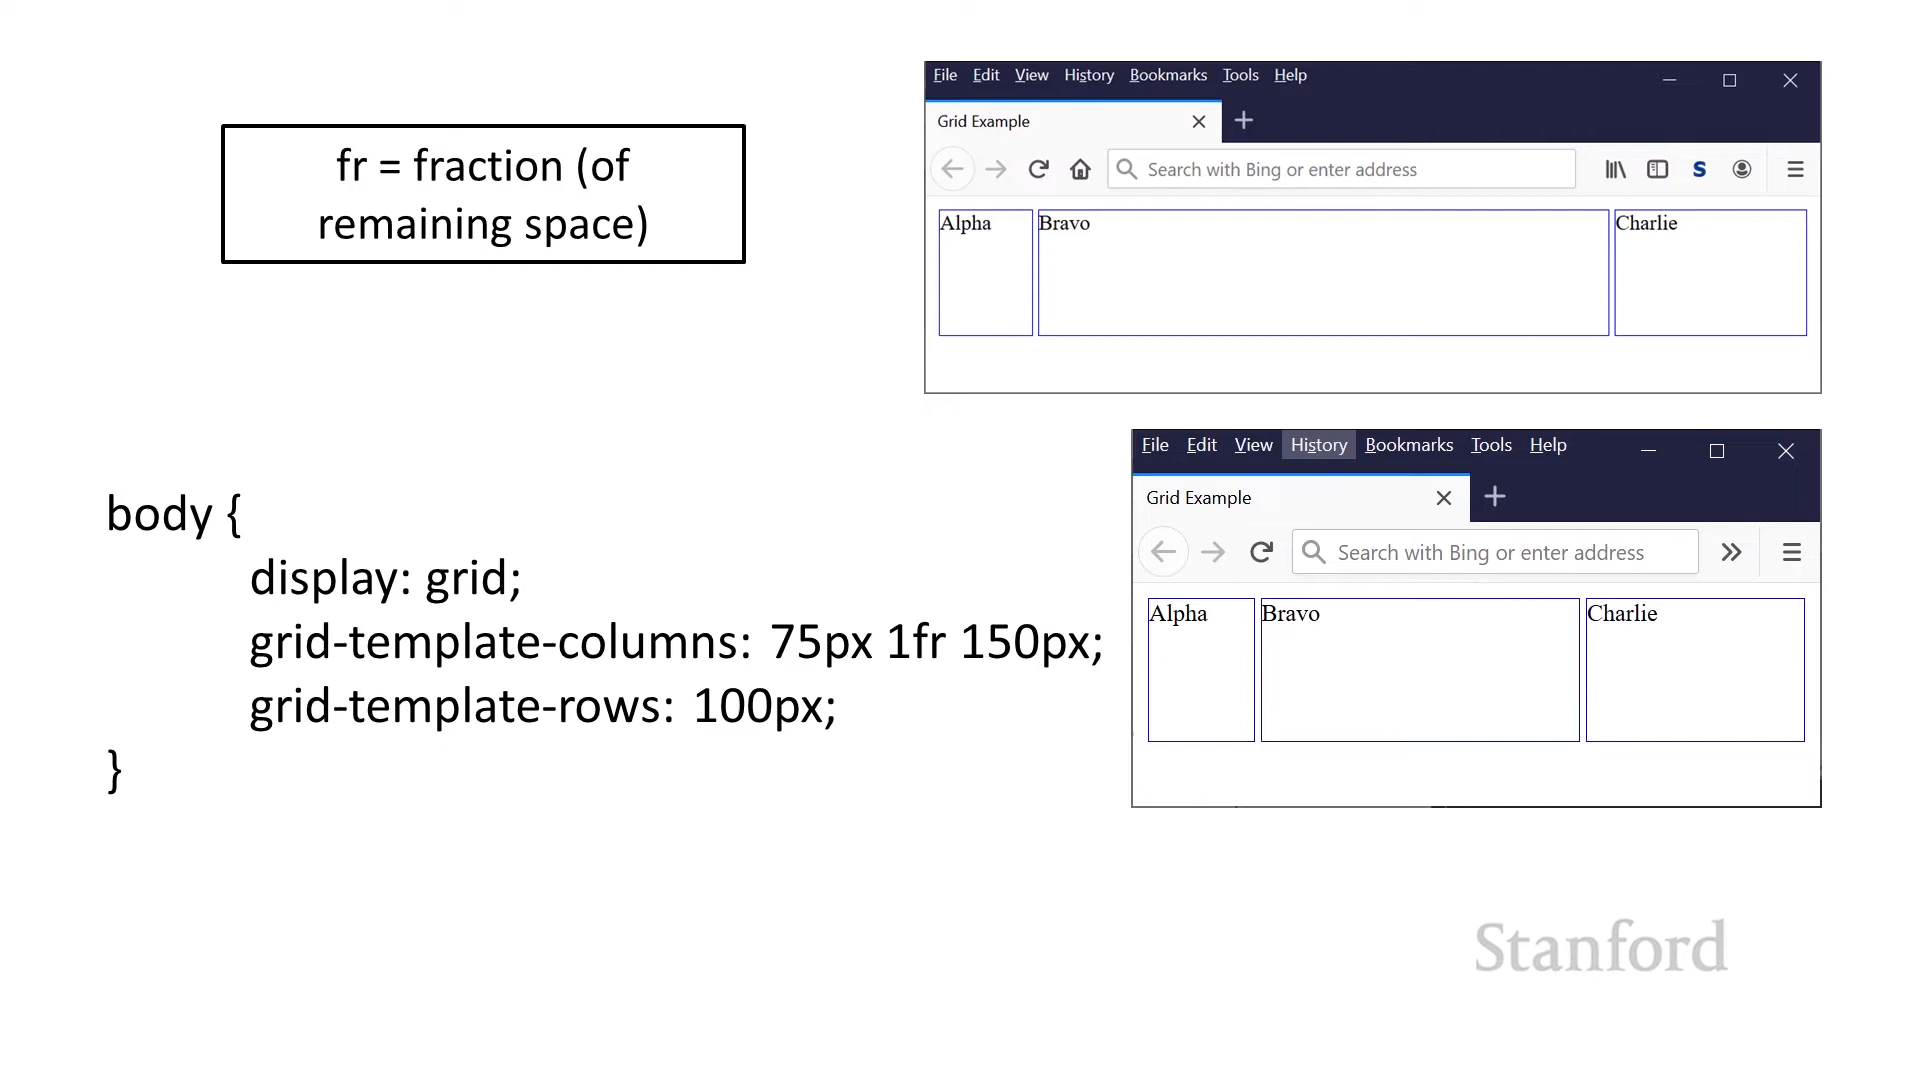 fr = fraction (of
remaining space)
body {
display: grid;
grid-template-columns: 75px 1fr 150px;
grid-template-rows: 100px;
}
File Edit View History Bookmarks Tools Help
Grid Example
Search with Bing or enter address
S
Alpha Bravo Charlie
File Edit View History Bookmarks Tools Help
Grid Example
Search with Bing or enter address
Alpha Bravo Charlie
Stanford